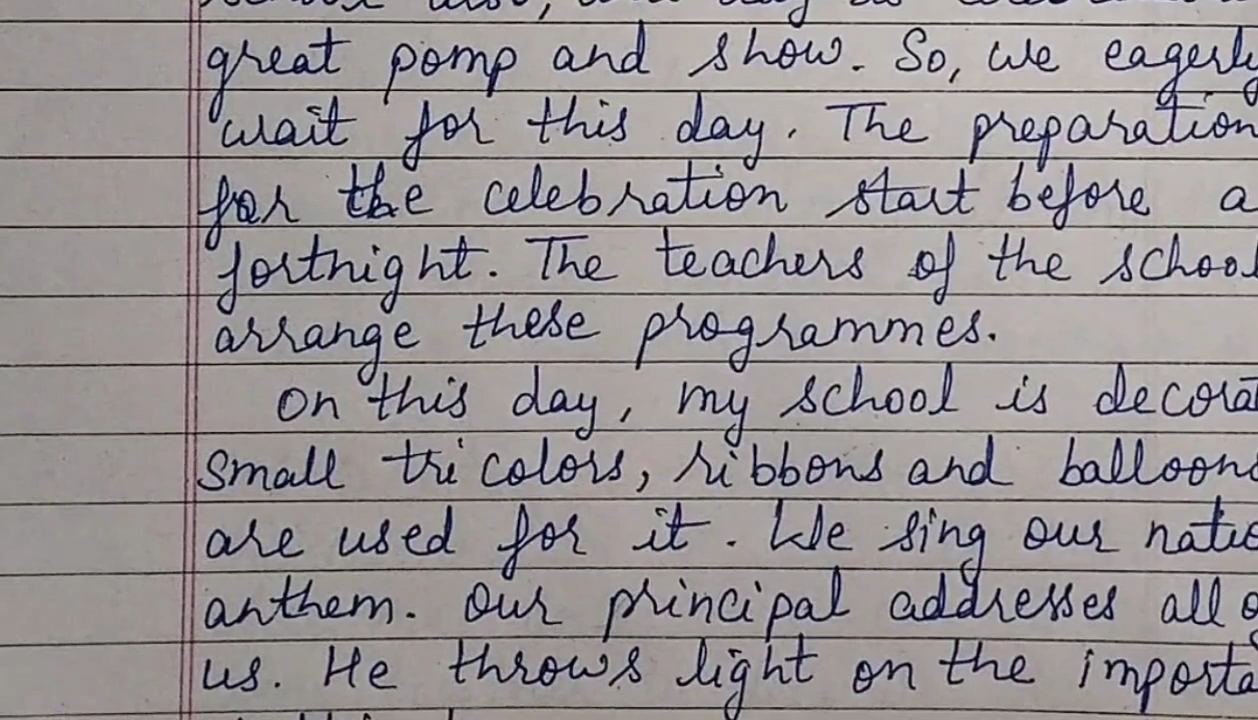 great pomp and show. So, we eagerly
wait for this day. The preparation
for the celebration start before a
fortnight. The teachers of the school
arrange these programmes.
On this day, my school is decorat
small tri colors, ribbons and balloons
are used for it. We sing our natio
anthem. Our principal addresses all o
us. He throws light on the importa